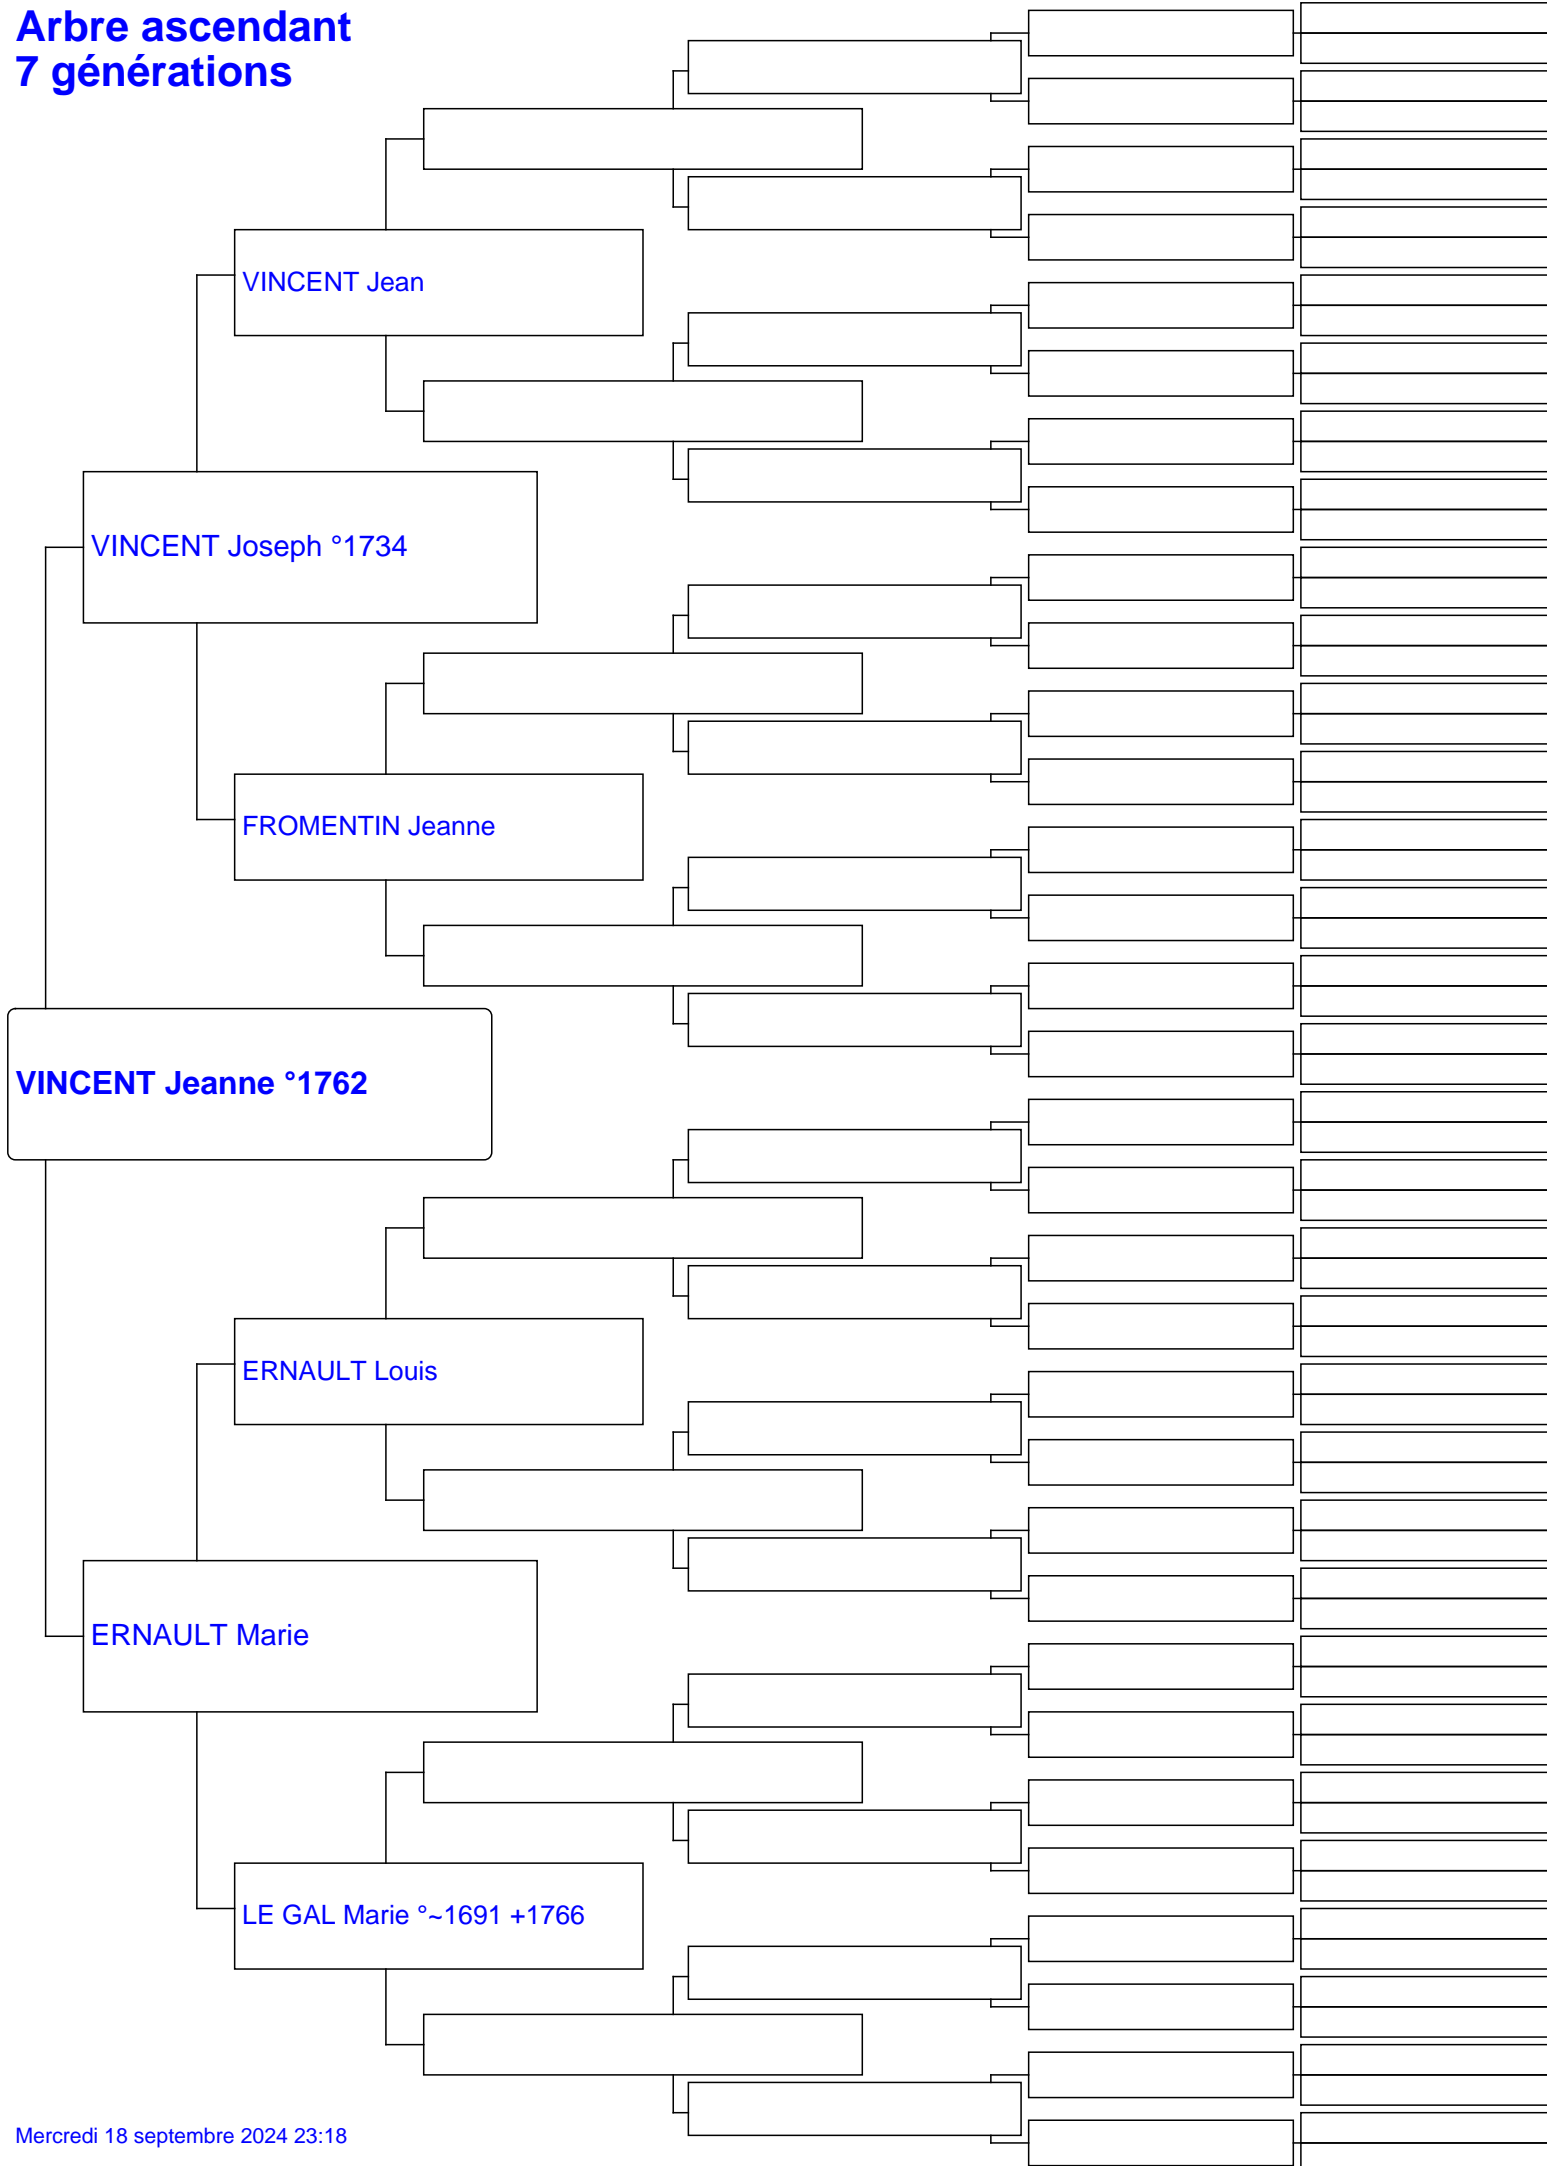 Arbre ascendant
7 générations
VINCENT Jean
VINCENT Joseph °1734
FROMENTIN Jeanne
VINCENT Jeanne °1762
ERNAULT Louis
ERNAULT Marie
LE GAL Marie °~1691 +1766
Mercredi 18 septembre 2024 23:18